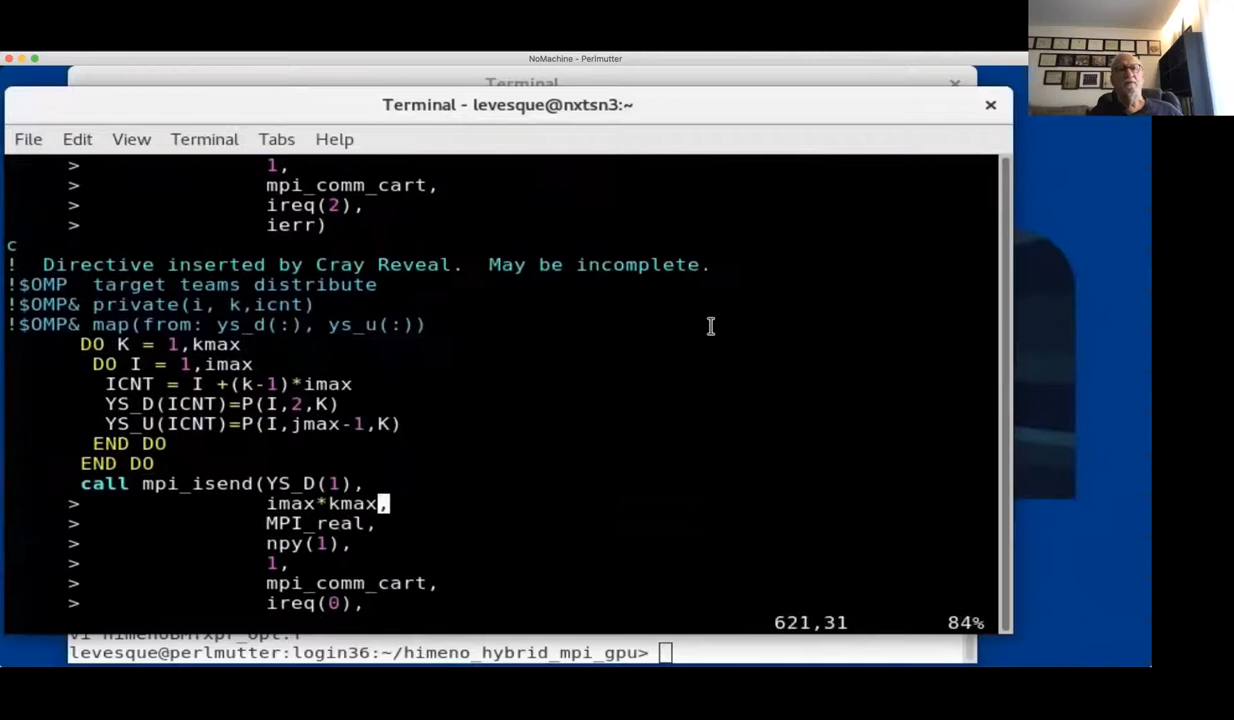 NoMachine - Perlmutter
Terminal
Terminal - levesque@nxtsn3:~
File Edit View Terminal Tabs Help
> 1,
> mpi_comm_cart,
> ireq(2),
> ierr)
c
! Directive inserted by Cray Reveal. May be incomplete.
!$OMP target teams distribute
!$OMP& private(i, k,icnt)
!$OMP& map(from: ys_d(:), ys_u(:))
DO K = 1,kmax
DO I = 1,imax
ICNT = I +(k-1)*imax
YS_D(ICNT)=P(I,2,K)
YS_U(ICNT)=P(I,jmax-1,K)
END DO
END DO
call mpi_isend(YS_D(1),
> imax*kmax,
> MPI_real,
> npy(1),
> 1,
> mpi_comm_cart,
> ireq(0),
621,31 84%
levesque@perlmutter:login36:~/himeno_hybrid_mpi_gpu>